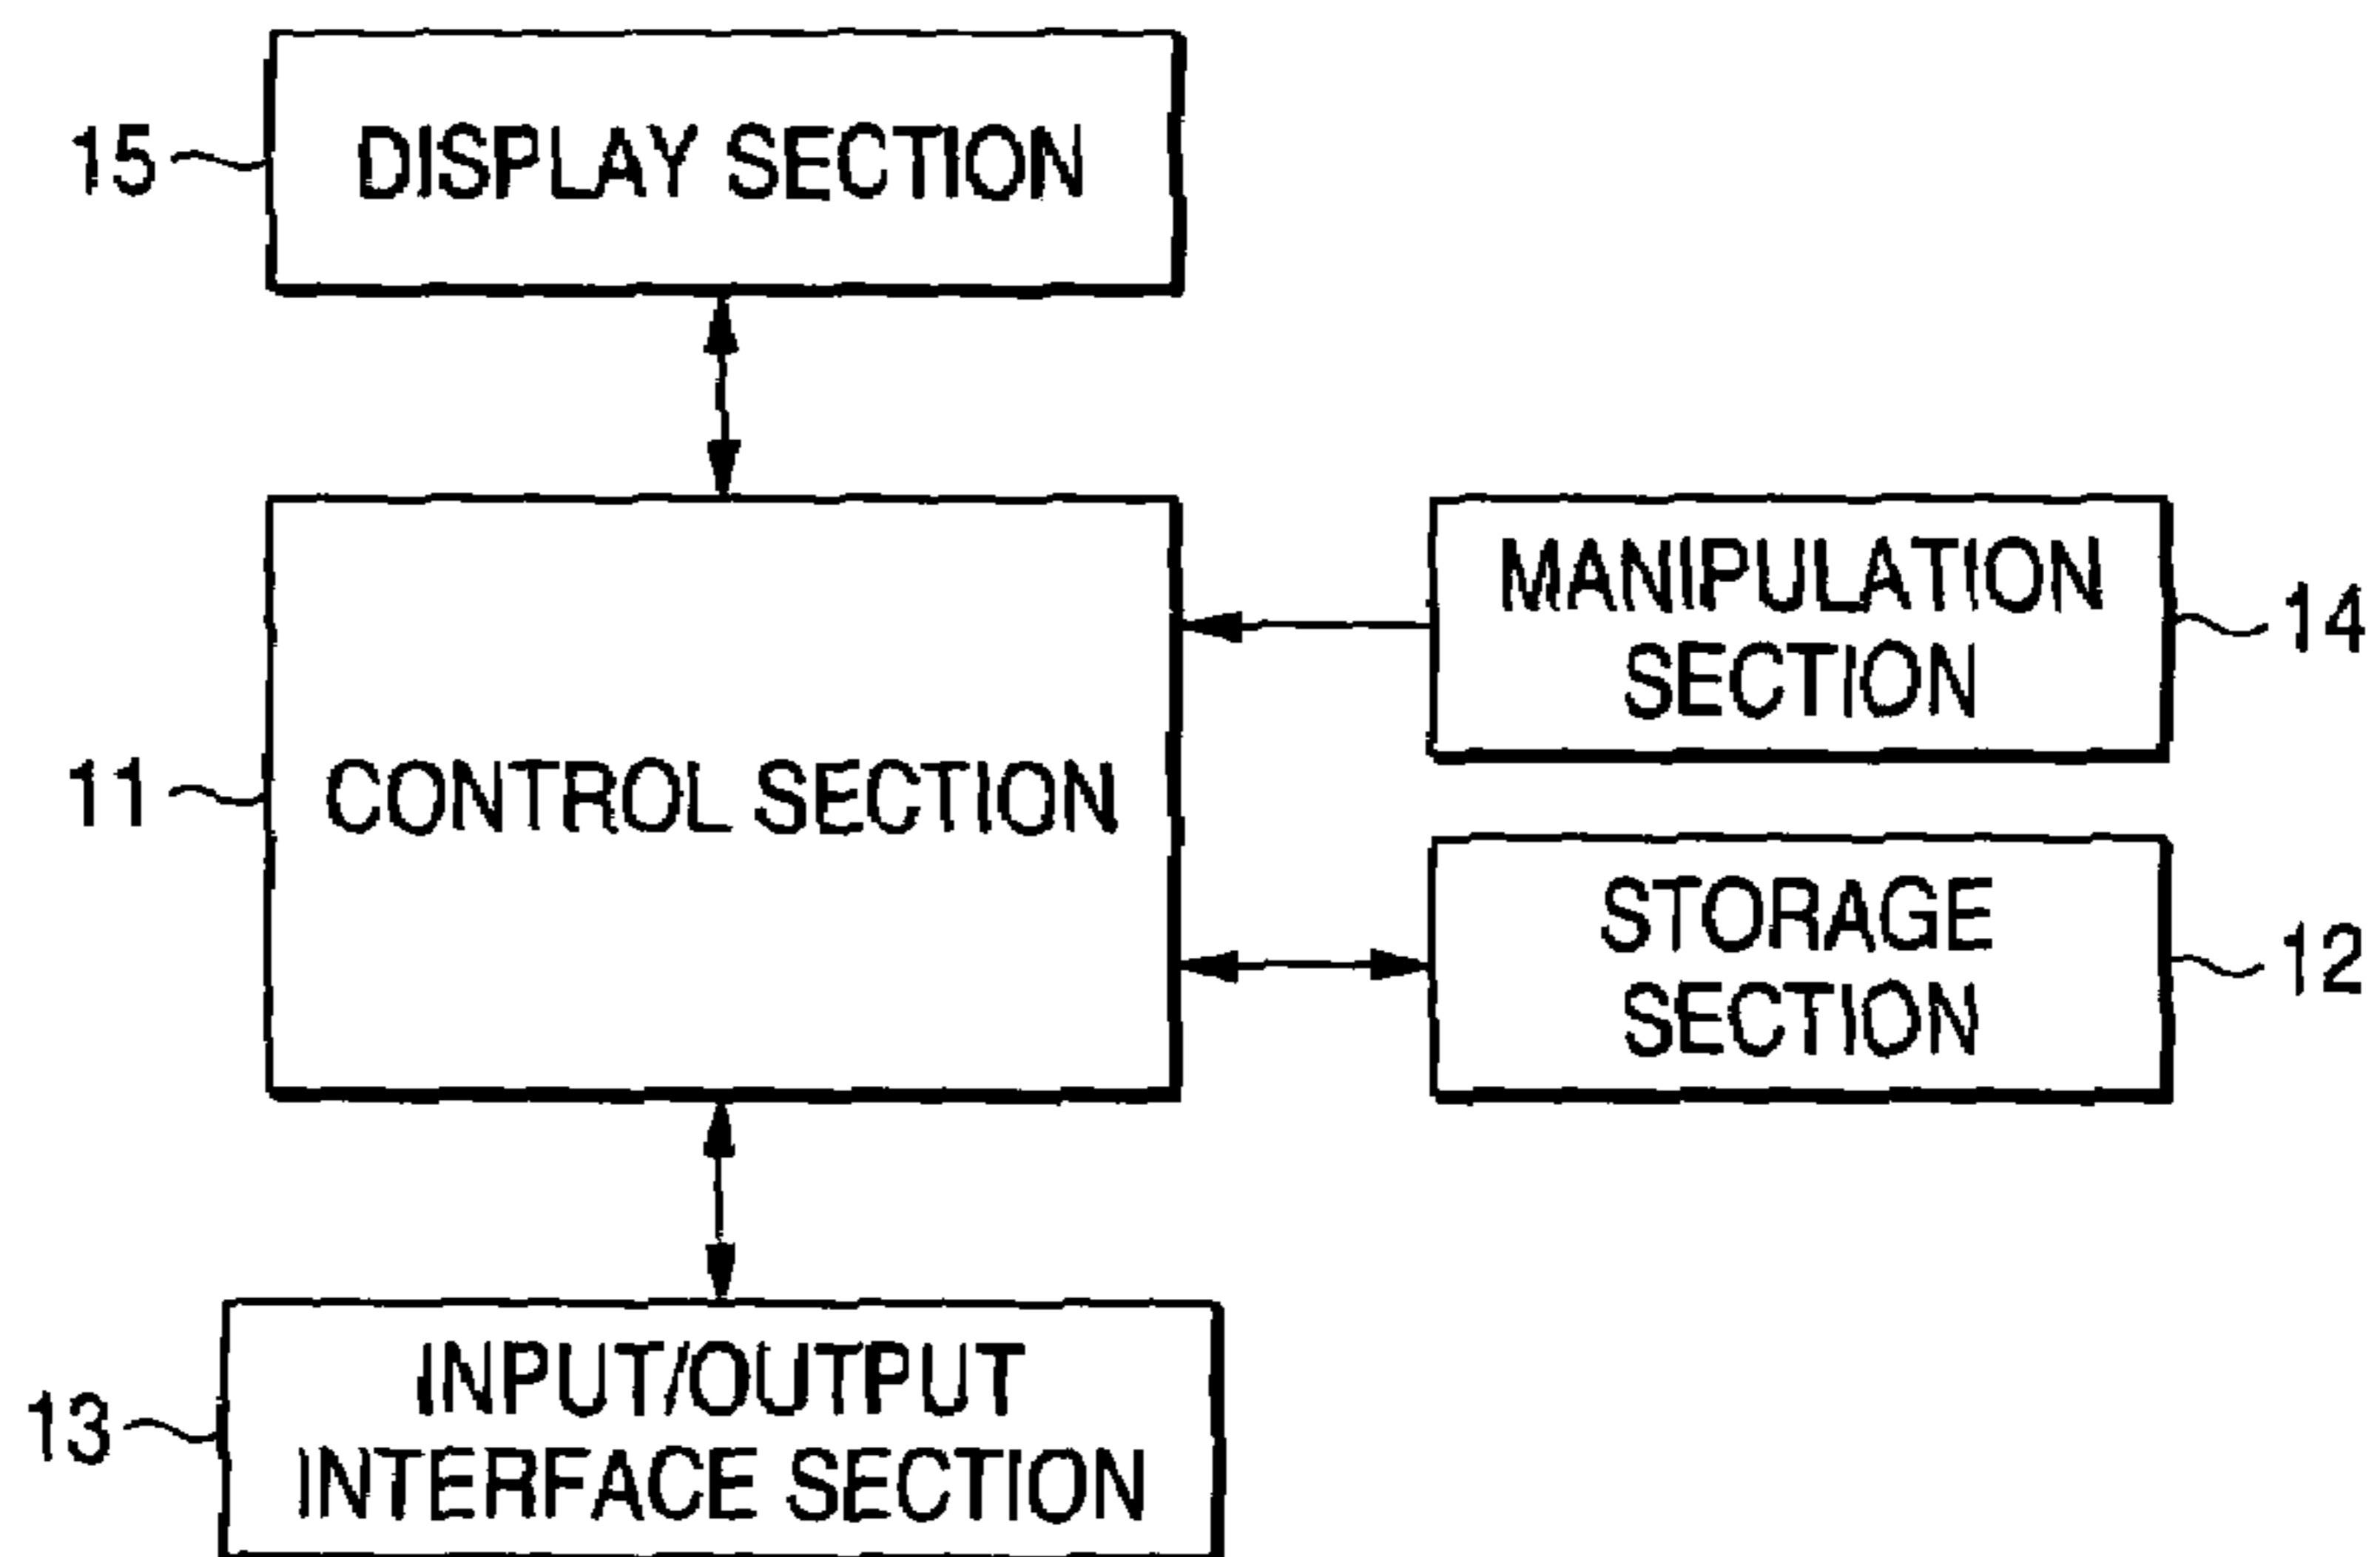 15
DISPLAY SECTION
MANIPULATION
SECTION
14
11
CONTROL SECTION
STORAGE
SECTION
12
13
INPUT/OUTPUT
INTERFACE SECTION